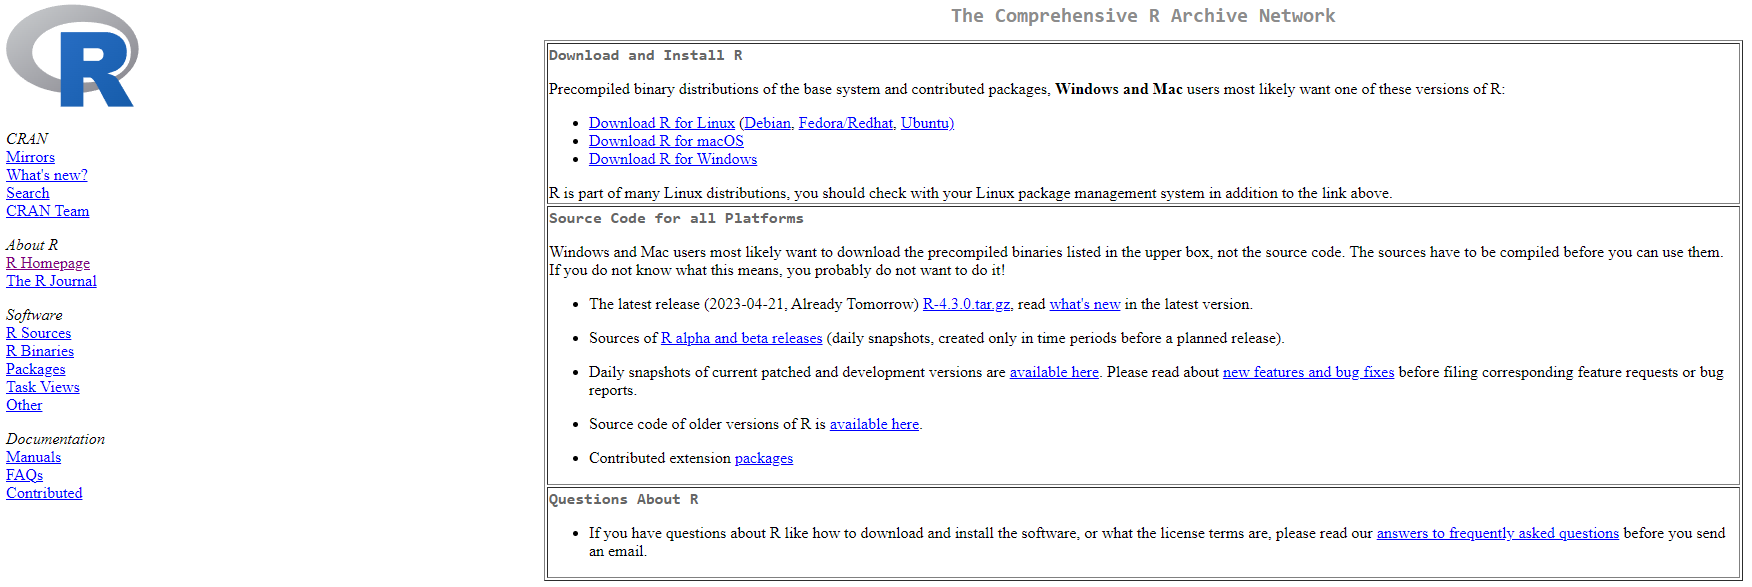 R
CRAN
Mirrors
What's new?
Search
CRAN Team
About R
R Homepage
The R Journal
Software
R Sources
R Binaries
Packages
Task Views
Other
Documentation
Manuals
FAQs
Contributed
The Comprehensive R Archive Network
Download and Install R
Precompiled binary distributions of the base system and contributed packages, Windows and Mac users most likely want one of these versions of R:
Download R for Linux (Debian, Fedora/Redhat, Ubuntu)
Download R for macOS
Download R for Windows
R is part of many Linux distributions, you should check with your Linux package management system in addition to the link above.
Source Code for all Platforms
Windows and Mac users most likely want to download the precompiled binaries listed in the upper box, not the source code. The sources have to be compiled before you can use them.
If you do not know what this means, you probably do not want to do it!
The latest release (2023-04-21, Already Tomorrow) R-4.3.0.tar.gz, read what's new in the latest version.
Sources of R alpha and beta releases (daily snapshots, created only in time periods before a planned release).
Daily snapshots of current patched and development versions are available here. Please read about new features and bug fixes before filing corresponding feature requests or bug
reports.
Source code of older versions of R is available here.
Contributed extension packages
Questions About R
If you have questions about R like how to download and install the software, or what the license terms are, please read our answers to frequently asked questions before you send
an email.